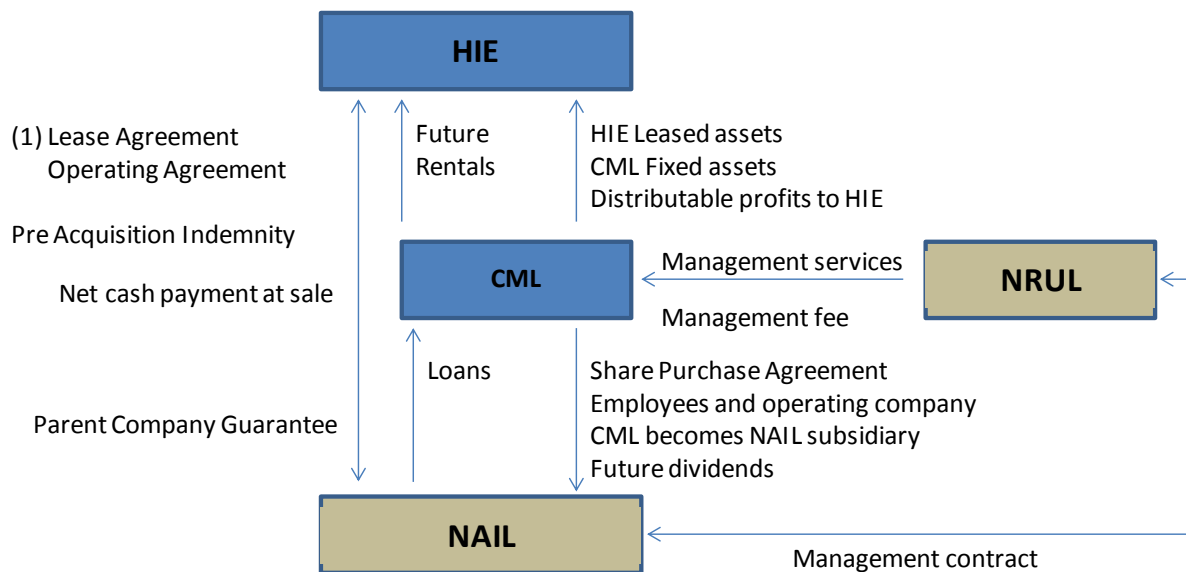 HIE
(1) Lease Agreement
Operating Agreement
Pre Acquisition Indemnity
Net cash payment at sale
Parent Company Guarantee
Future
Rentals
HIE Leased assets
CML Fixed assets
Distributable profits to HIE
CML
Management services
Management fee
NRUL
Loans
Share Purchase Agreement
Employees and operating company
CML becomes NAIL subsidiary
Future dividends
NAIL
Management contract